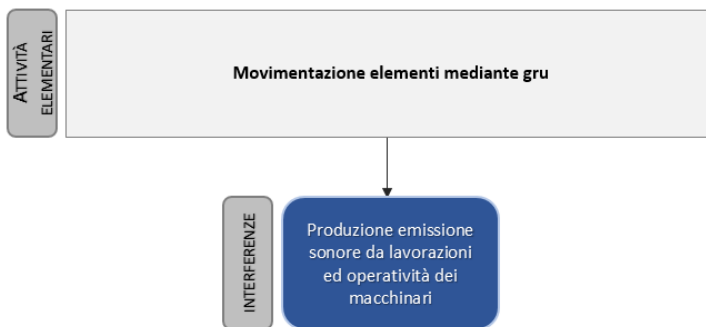 ATTIVITÀ
ELEMENTARI
Movimentazione elementi mediante gru
INTERFERENZE
Produzione emissione
sonore da lavorazioni
ed operatività dei
macchinari